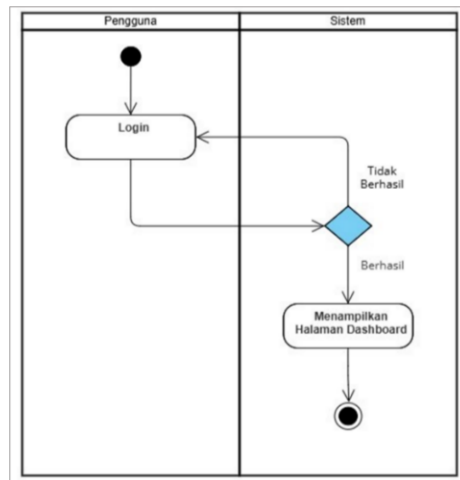 Pengguna
Sistem
Login
Tidak
Berhasil
Berhasil
Menampilkan
Halaman Dashboard